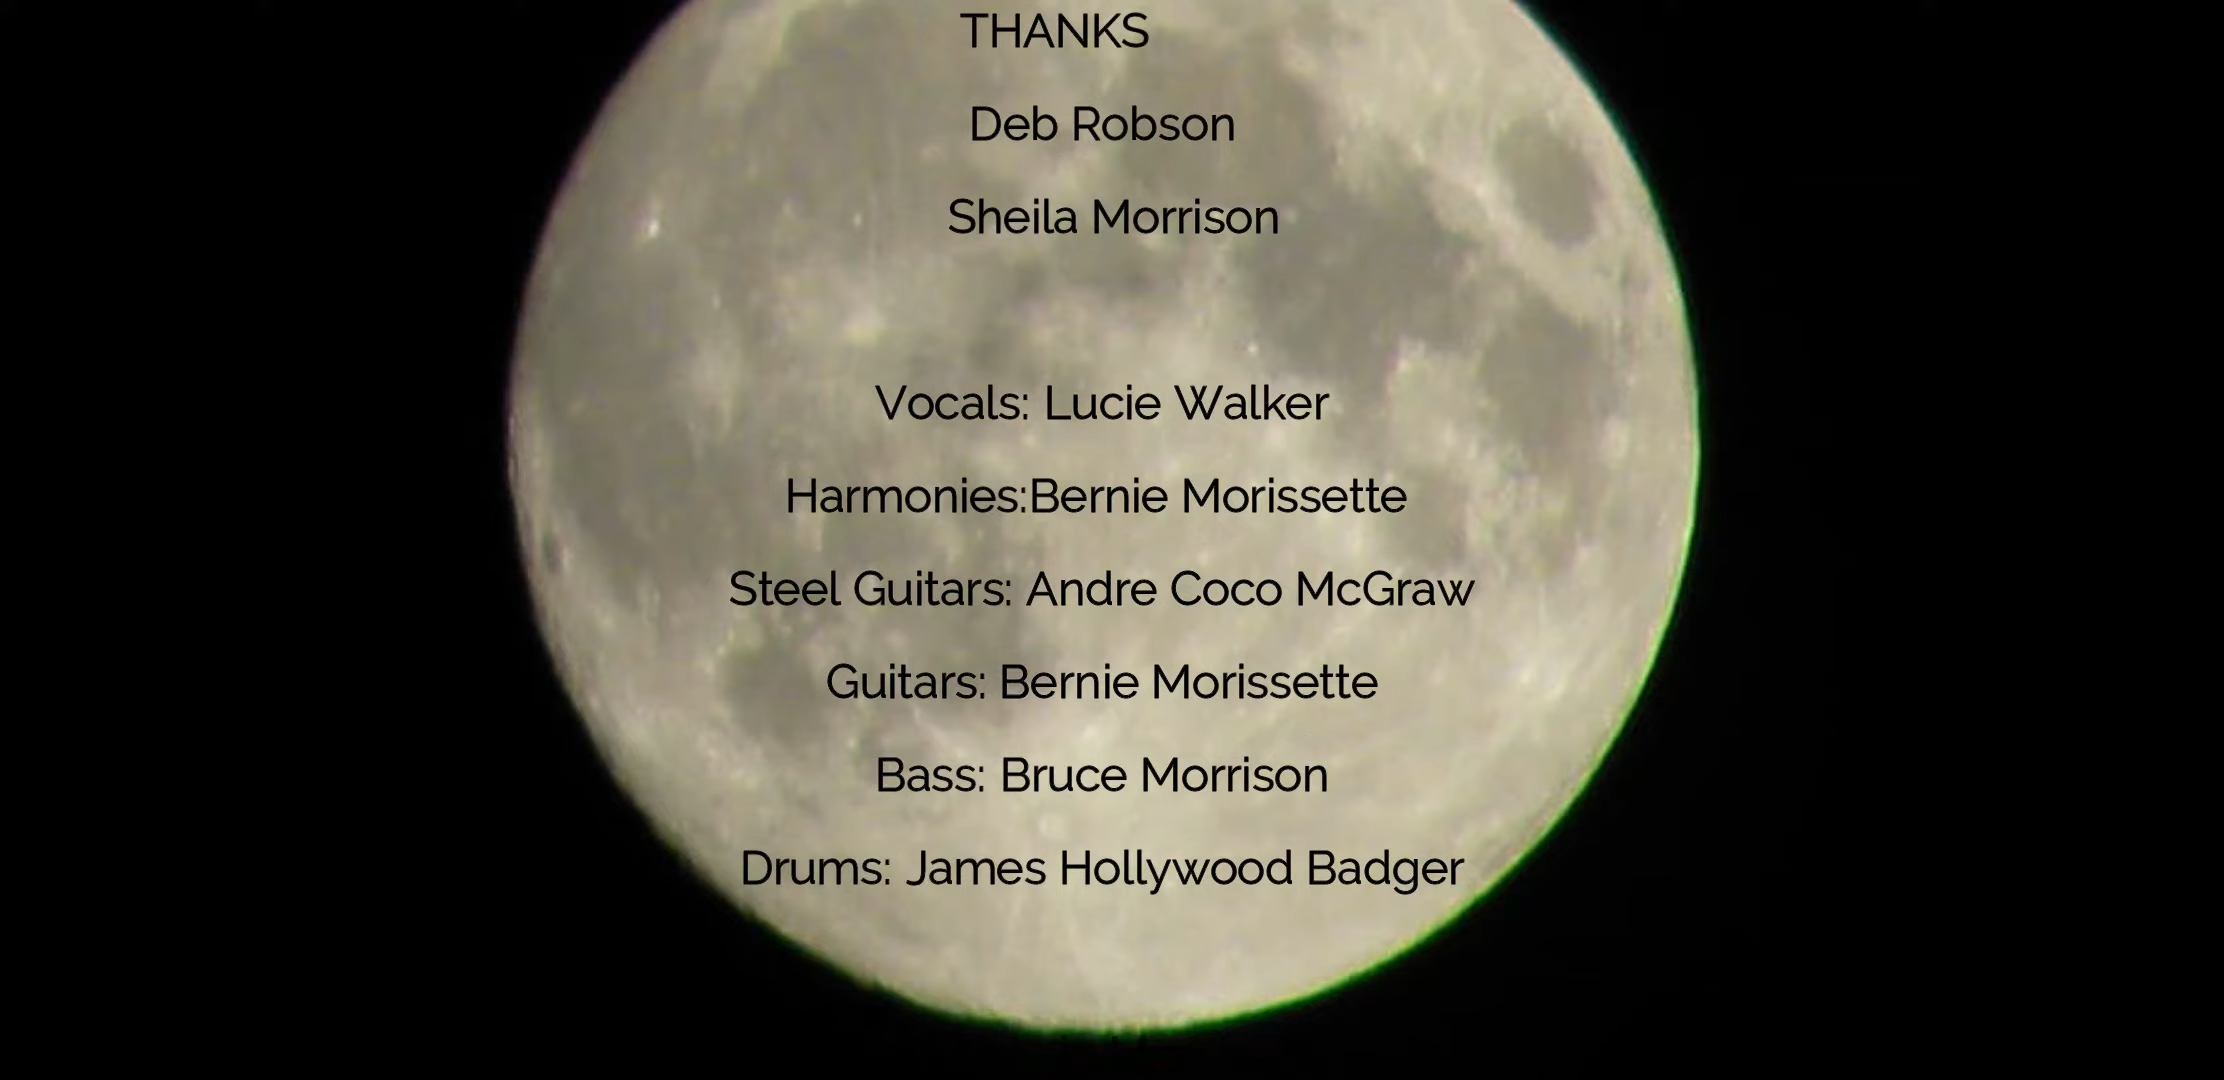 THANKS
Deb Robson
Sheila Morrison
Vocals: Lucie Walker
Harmonies:Bernie Morissette
Steel Guitars: Andre Coco McGraw
Guitars: Bernie Morissette
Bass: Bruce Morrison
Drums: James Hollywood Badger